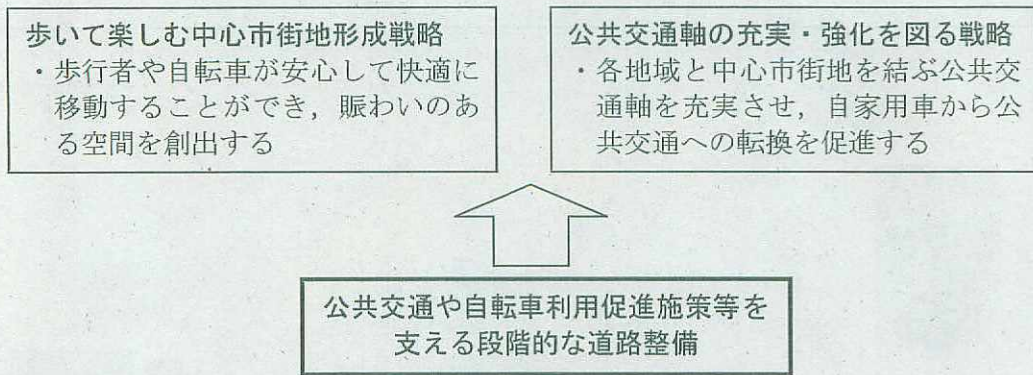 歩いて楽しむ中心市街地形成戦略
・歩行者や自転車が安心して快適に
移動することができ，賑わいのあ
る空間を創出する
公共交通軸の充実・強化を図る戦略
・各地域と中心市街地を結ぶ公共交
通軸を充実させ，自家用車から公
共交通への転換を促進する
公共交通や自転車利用促進施策等を
支える段階的な道路整備